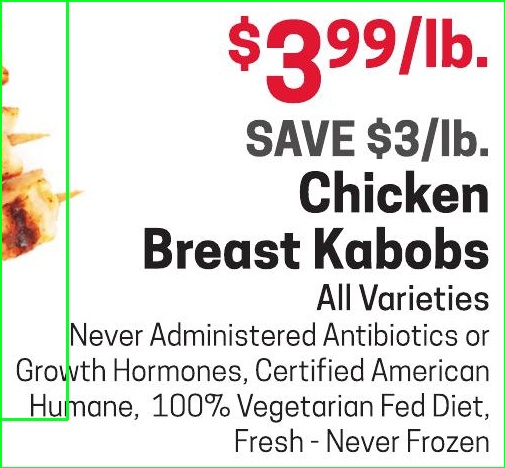 $3.99/lb.
SAVE $3/lb.
Chicken
Breast Kabobs
All Varieties
Never Administered Antibiotics or
Growth Hormones, Certified American
Humane, 100% Vegetarian Fed Diet,
Fresh - Never Frozen